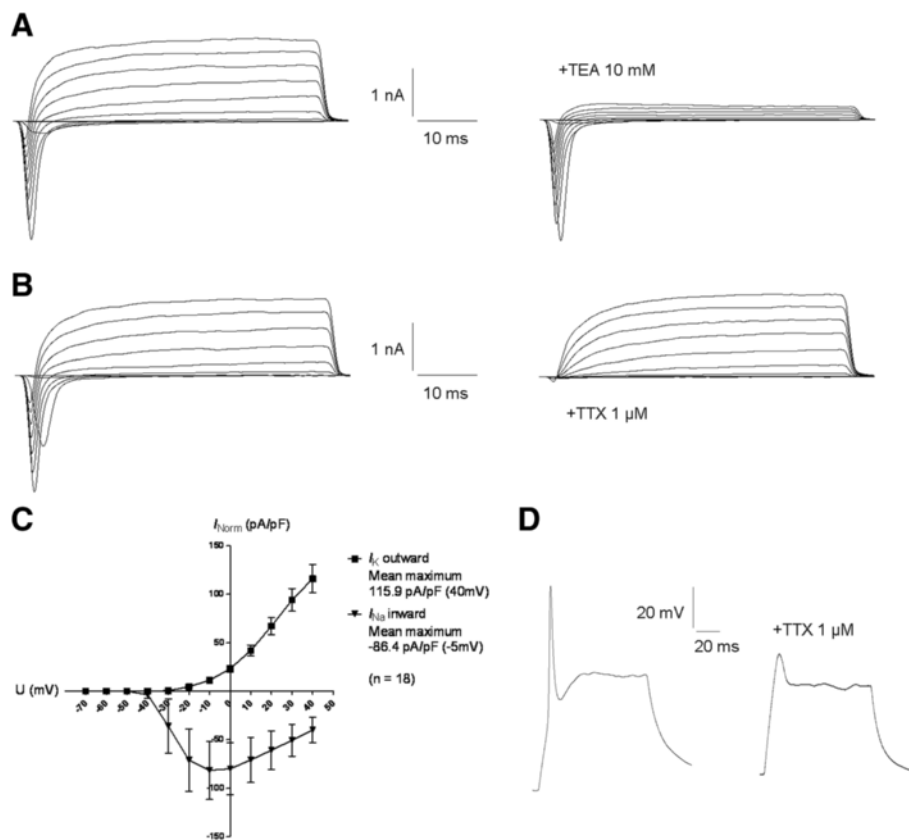 A
+TEA 10 mM
1 nA
10 ms
B
1 nA
10 ms
+TTX 1 µM
C
INorm (pA/pF)
150
100
50
-50
-100
-150
U (mV)
-70 -60 -50 -40 -30 -20 -10 0 10 20 30 40 50
IK outward
Mean maximum
115.9 pA/pF (40mV)
INa inward
Mean maximum
-86.4 pA/pF (-5mV)
(n = 18)
D
20 mV
20 ms
+TTX 1 µM